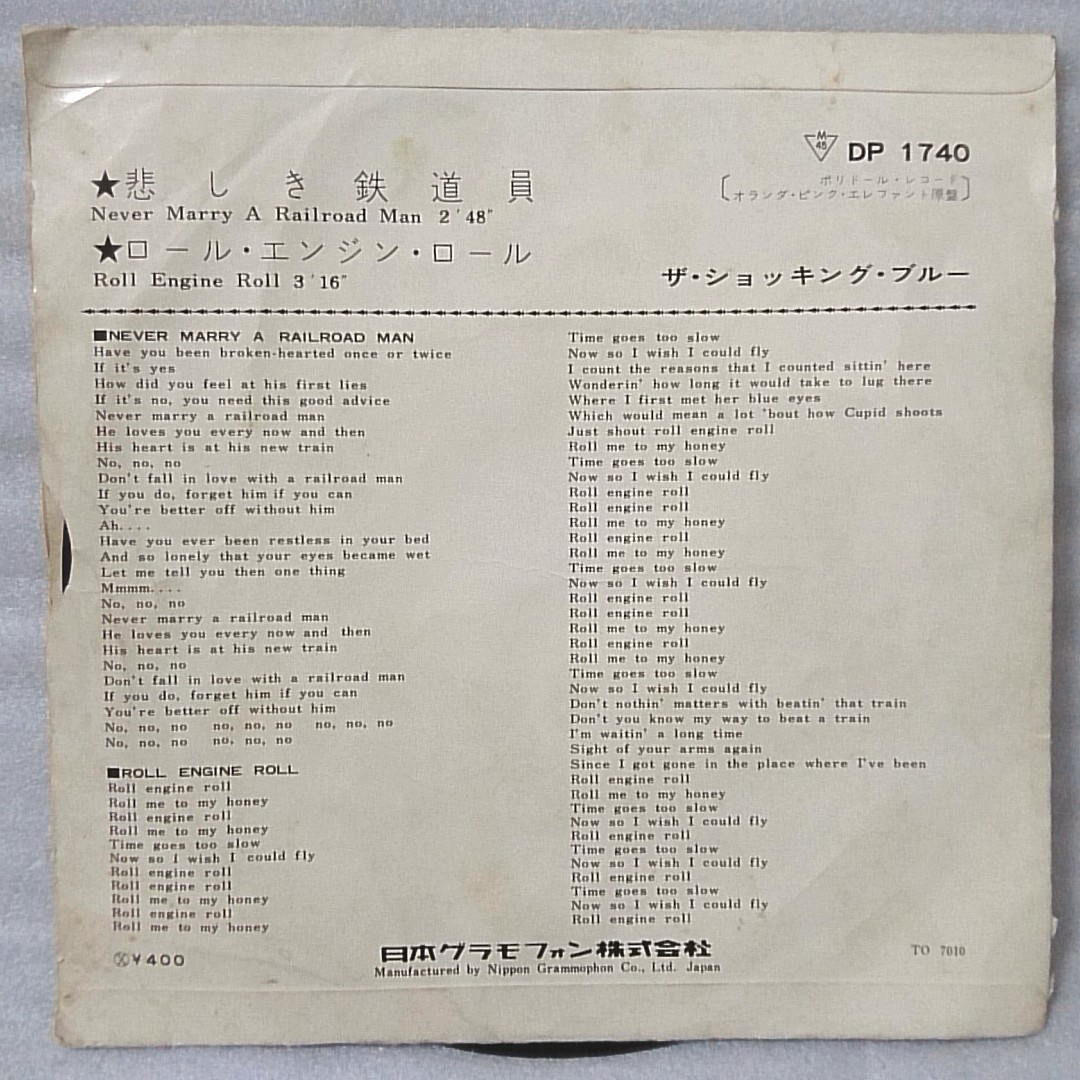 M
45
DP 1740
ポリドール・レコード
オランダ・ピンク・エレファント原盤
★悲しき鉄道員
Never Marry A Railroad Man 2′48″
★ロール・エンジン・ロール
Roll Engine Roll 3′16″
ザ・ショッキング・ブルー
■NEVER MARRY A RAILROAD MAN
Have you been broken-hearted once or twice
If it's yes
How did you feel at his first lies
If it's no, you need this good advice
Never marry a railroad man
He loves you every now and then
His heart is at his new train
No, no, no
Don't fall in love with a railroad man
If you do, forget him if you can
You're better off without him
Ah....
Have you ever been restless in your bed
And so lonely that your eyes became wet
Let me tell you then one thing
Mmmm....
No, no, no
Never marry a railroad man
He loves you every now and then
His heart is at his new train
No, no, no
Don't fall in love with a railroad man
If you do, forget him if you can
You're better off without him
No, no, no no, no, no no, no, no
No, no, no no, no, no
■ROLL ENGINE ROLL
Roll engine roll
Roll me to my honey
Roll engine roll
Roll me to my honey
Time goes too slow
Now so I wish I could fly
Roll engine roll
Roll engine roll
Roll me to my honey
Roll engine roll
Roll me to my honey
Time goes too slow
Now so I wish I could fly
I count the reasons that I counted sittin' here
Wonderin' how long it would take to lug there
Where I first met her blue eyes
Which would mean a lot 'bout how Cupid shoots
Just shout roll engine roll
Roll me to my honey
Time goes too slow
Now so I wish I could fly
Roll engine roll
Roll engine roll
Roll me to my honey
Roll engine roll
Roll me to my honey
Time goes too slow
Now so I wish I could fly
Roll engine roll
Roll engine roll
Roll me to my honey
Roll engine roll
Roll me to my honey
Time goes too slow
Now so I wish I could fly
Don't nothin' matters with beatin' that train
Don't you know my way to beat a train
I'm waitin' a long time
Sight of your arms again
Since I got gone in the place where I've been
Roll engine roll
Roll me to my honey
Time goes too slow
Now so I wish I could fly
Roll engine roll
Time goes too slow
Now so I wish I could fly
Roll engine roll
Time goes too slow
Now so I wish I could fly
Roll engine roll
¥400
日本グラモフォン株式会社
Manufactured by Nippon Grammophon Co., Ltd. Japan
TO 7010